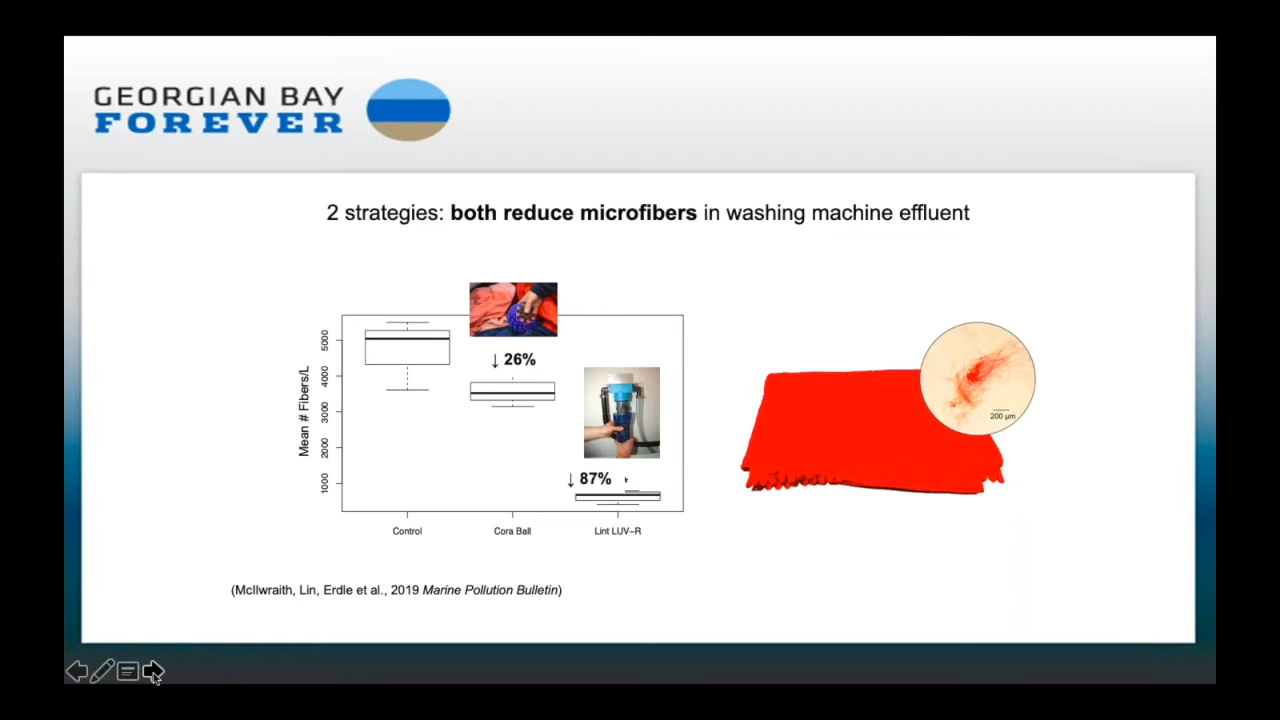 GEORGIAN BAY
FOREVER
2 strategies: both reduce microfibers in washing machine effluent
↓ 26%
↓ 87%
Mean # Fibers/L
5000
4000
3000
2000
1000
Control
Cora Ball
Lint LUV–R
200 µm
(McIlwraith, Lin, Erdle et al., 2019 Marine Pollution Bulletin)